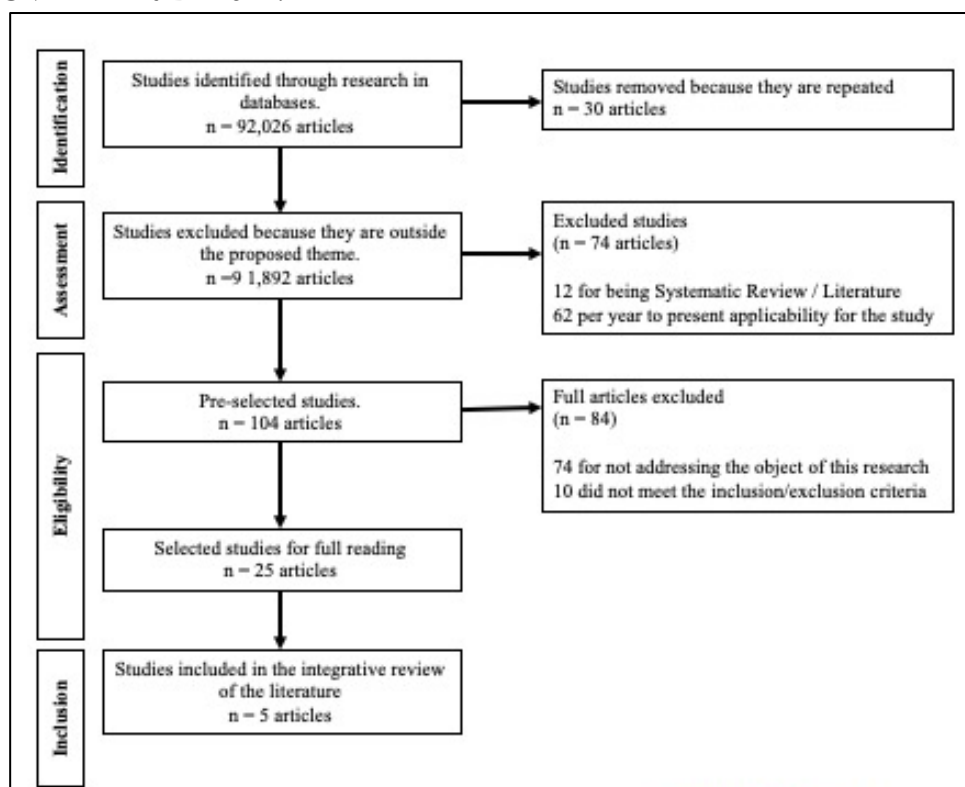 Identification
Studies identified through research in
databases.
n = 92,026 articles
Studies removed because they are repeated
n = 30 articles
Assessment
Studies excluded because they are outside
the proposed theme.
n =9 1,892 articles
Excluded studies
(n = 74 articles)
12 for being Systematic Review / Literature
62 per year to present applicability for the study
Eligibility
Pre-selected studies.
n = 104 articles
Full articles excluded
(n = 84)
74 for not addressing the object of this research
10 did not meet the inclusion/exclusion criteria
Selected studies for full reading
n = 25 articles
Inclusion
Studies included in the integrative review
of the literature
n = 5 articles